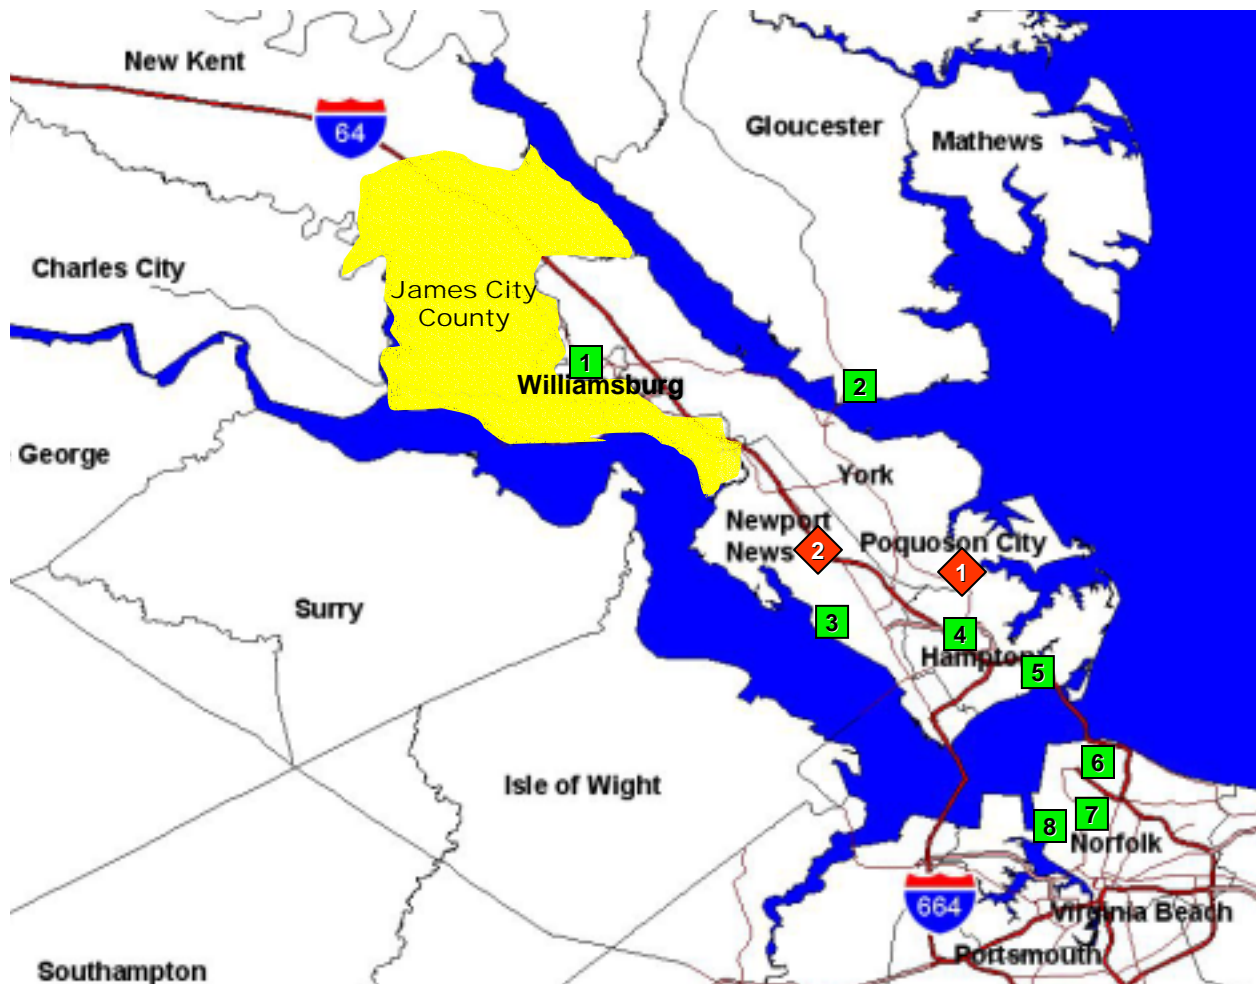 New Kent
64
Gloucester
Mathews
Charles City
James City
County
1
Williamsburg
2
George
York
Newport
News
2
Poquoson City
1
Surry
3
4
Hampton
5
6
Isle of Wight
7
8
Norfolk
664
Virginia Beach
Portsmouth
Southampton